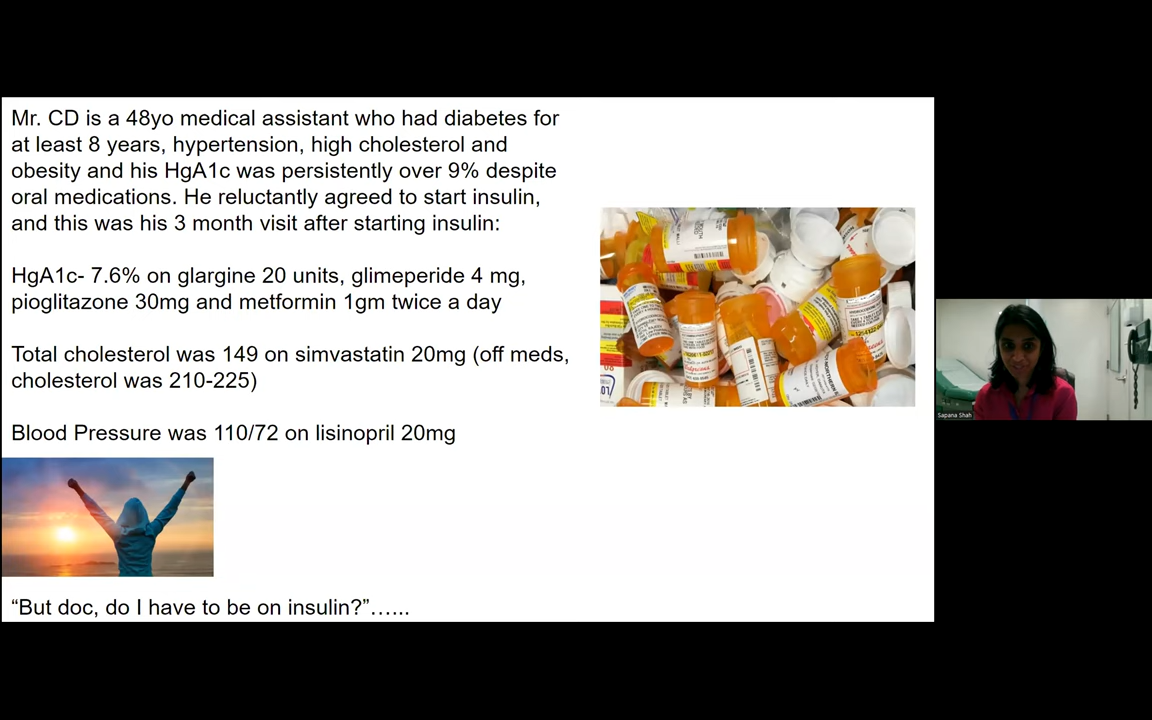 Mr. CD is a 48yo medical assistant who had diabetes for
at least 8 years, hypertension, high cholesterol and
obesity and his HgA1c was persistently over 9% despite
oral medications. He reluctantly agreed to start insulin,
and this was his 3 month visit after starting insulin:
HgA1c- 7.6% on glargine 20 units, glimeperide 4 mg,
pioglitazone 30mg and metformin 1gm twice a day
Total cholesterol was 149 on simvastatin 20mg (off meds,
cholesterol was 210-225)
Blood Pressure was 110/72 on lisinopril 20mg
“But doc, do I have to be on insulin?”…...
Sapana Shah